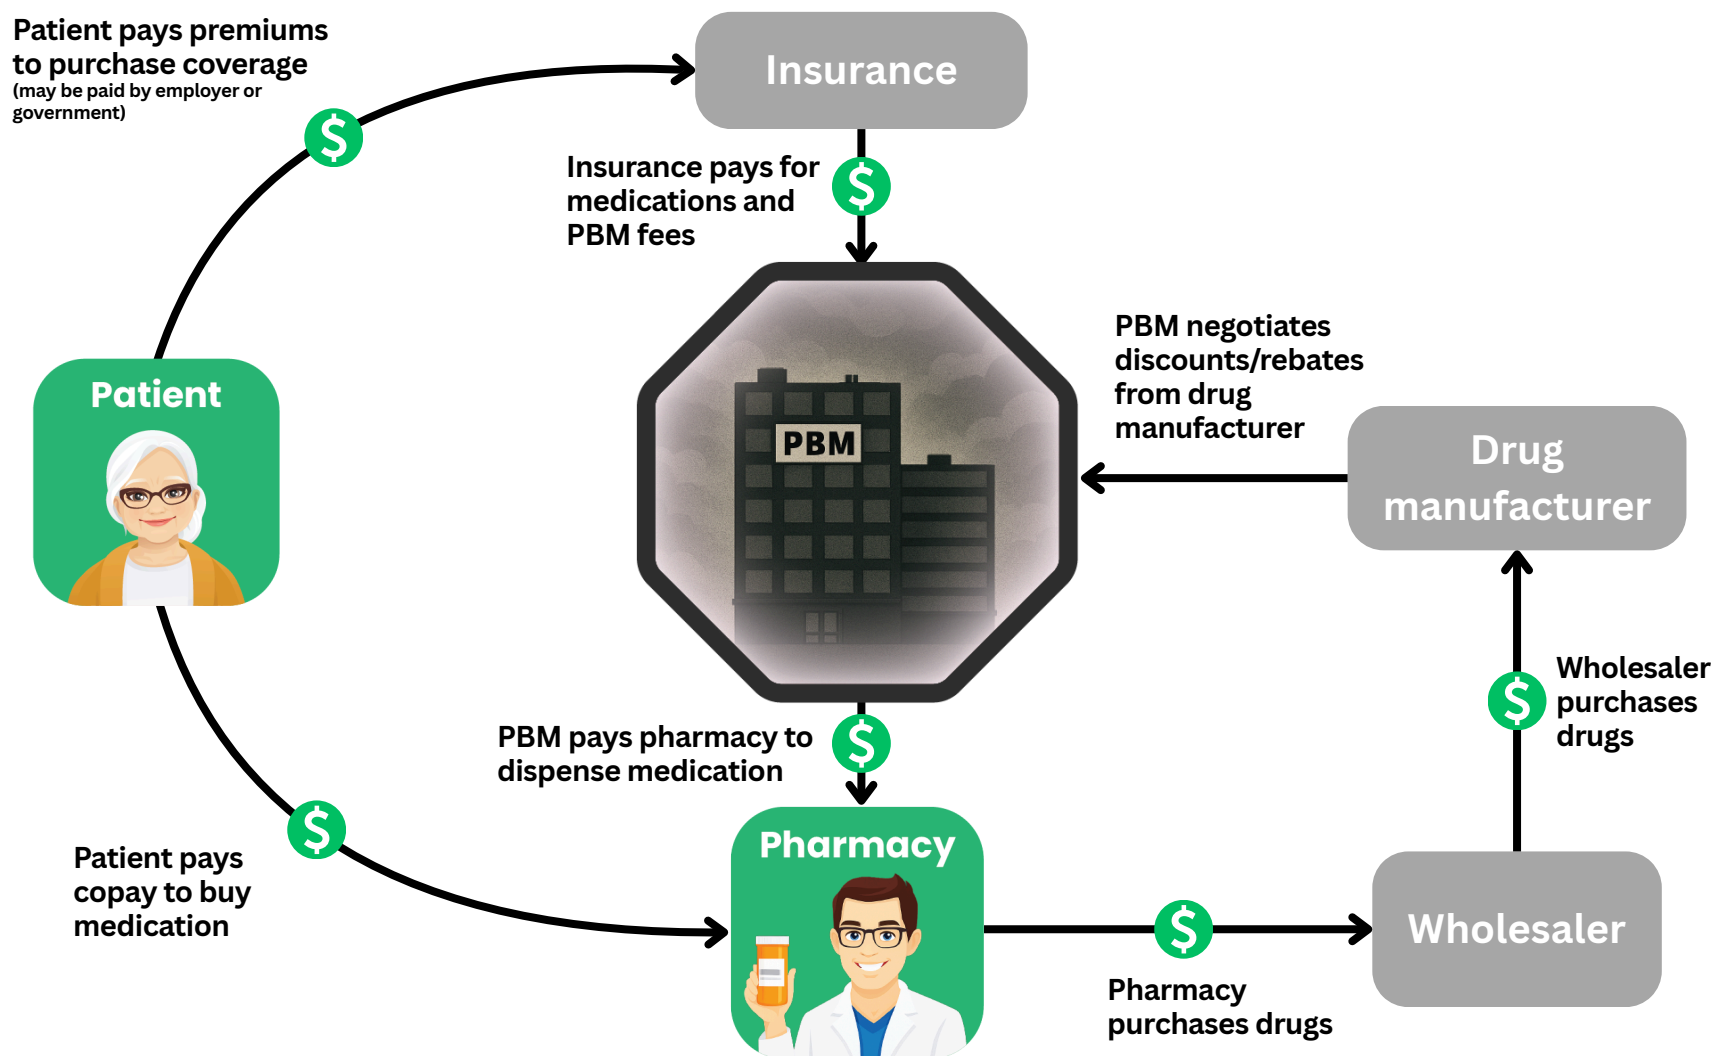 Patient pays premiums
to purchase coverage
(may be paid by employer or
government)
$
Insurance
Insurance pays for
medications and
PBM fees
$
PBM negotiates
discounts/rebates
from drug
manufacturer
Patient
PBM
Drug
manufacturer
Wholesaler
purchases
drugs
$
PBM pays pharmacy to
dispense medication
$
Patient pays
copay to buy
medication
$
Pharmacy
$
Wholesaler
Pharmacy
purchases drugs